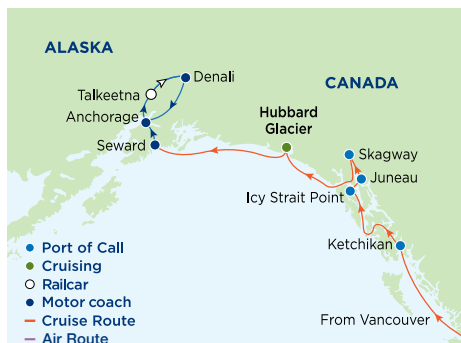 ALASKA
Denali
CANADA
Talkeetna
Anchorage
Hubbard
Glacier
Seward
Skagway
Juneau
Icy Strait Point
Ketchikan
Port of Call
Cruising
Railcar
Motor coach
Cruise Route
From Vancouver
Air Route